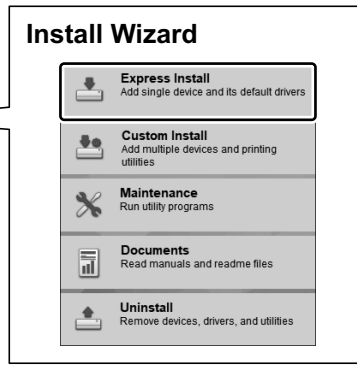 Install Wizard
Express Install
Add single device and its default drivers
Custom Install
Add multiple devices and printing
utilities
Maintenance
Run utility programs
Documents
Read manuals and readme files
Uninstall
Remove devices, drivers, and utilities